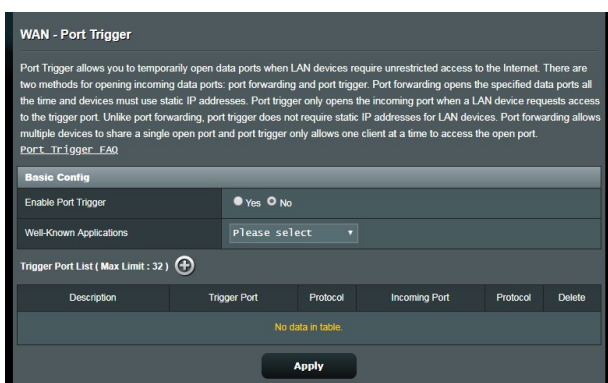 WAN - Port Trigger
Port Trigger allows you to temporarily open data ports when LAN devices require unrestricted access to the Internet. There are
two methods for opening incoming data ports: port forwarding and port trigger. Port forwarding opens the specified data ports all
the time and devices must use static IP addresses. Port trigger only opens the incoming port when a LAN device requests access
to the trigger port. Unlike port forwarding, port trigger does not require static IP addresses for LAN devices. Port forwarding allows
multiple devices to share a single open port and port trigger only allows one client at a time to access the open port.
Port Trigger FAQ
Basic Config
Enable Port Trigger Yes No
Well-Known Applications Please select
Trigger Port List ( Max Limit : 32 )
Description Trigger Port Protocol Incoming Port Protocol Delete
No data in table.
Apply